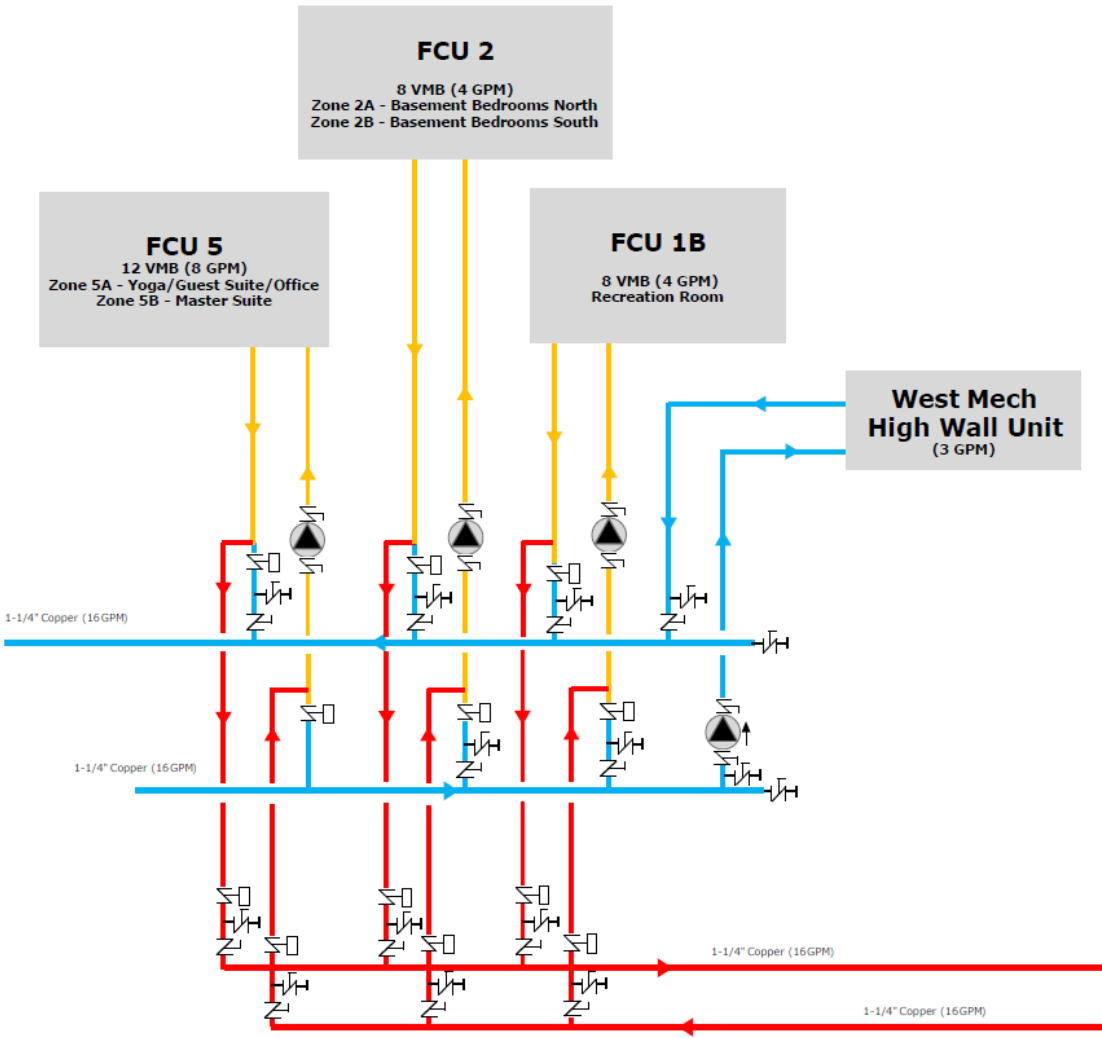 FCU 2
8 VMB (4 GPM)
Zone 2A - Basement Bedrooms North
Zone 2B - Basement Bedrooms South
FCU 5
12 VMB (8 GPM)
Zone 5A - Yoga/Guest Suite/Office
Zone 5B - Master Suite
FCU 1B
8 VMB (4 GPM)
Recreation Room
West Mech
High Wall Unit
(3 GPM)
1-1/4" Copper (16GPM)
1-1/4" Copper (16GPM)
1-1/4" Copper (16GPM)
1-1/4" Copper (16GPM)